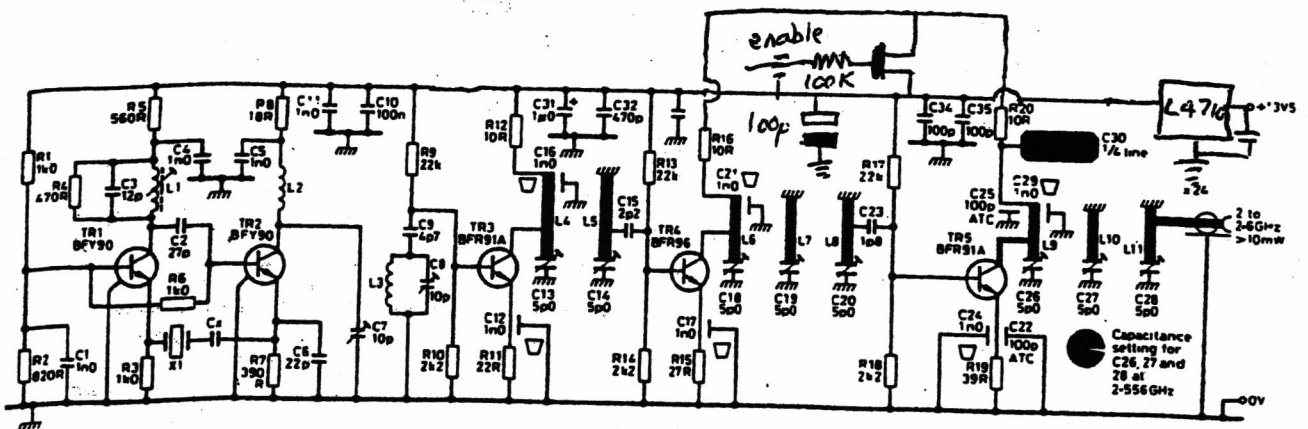 enable
100K
100µ
L4710
+13V5
x24
R5
560R
R8
18R
C11
1n0
C10
100n
C31
1µ0
+
C32
470p
R12
10R
R16
10R
C34
100p
C35
100p
R20
10R
C30
1/4 line
R1
1k0
C4
1n0
C5
1n0
R4
470R
C3
12p
L1
L2
R9
22k
C16
1n0
R13
22k
C21
1n0
R17
22k
C25
100p
ATC
C29
1n0
TR1
BFY90
C2
27p
TR2
BFY90
C9
4p7
TR3
BFR91A
L4
L5
C15
2p2
TR4
BFR96
L6
L7
L8
C23
1p8
TR5
BFR91A
L9
L10
L11
2 to
2·6GHz
>10mW
R6
1k0
L3
C8
10p
C13
5p0
C14
5p0
C18
5p0
C19
5p0
C20
5p0
C26
5p0
C27
5p0
C28
5p0
R2
820R
C1
1n0
R3
1k0
X1
Cx
R7
390
R
C6
22p
C7
10p
R10
2k2
C12
1n0
R11
22R
R14
2k2
C17
1n0
R15
27R
R18
2k2
C24
1n0
C22
100p
ATC
R19
39R
Capacitance
setting for
C26, 27 and
28 at
2·556GHz
0V